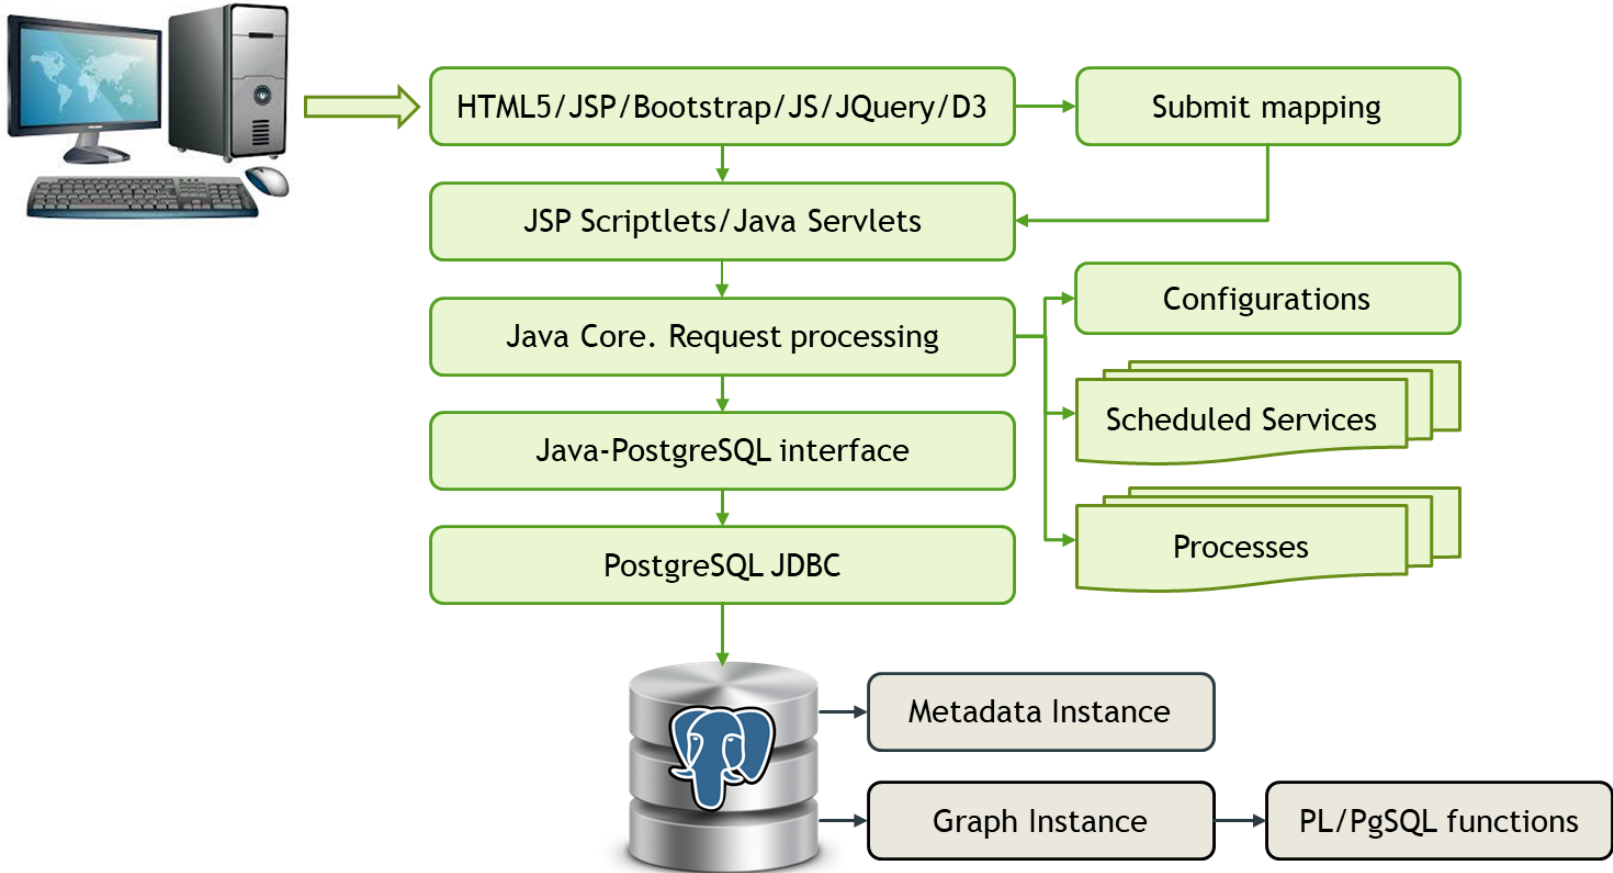 HTML5/JSP/Bootstrap/JS/JQuery/D3
Submit mapping
JSP Scriptlets/Java Servlets
Configurations
Java Core. Request processing
Scheduled Services
Java-PostgreSQL interface
Processes
PostgreSQL JDBC
Metadata Instance
Graph Instance
PL/PgSQL functions